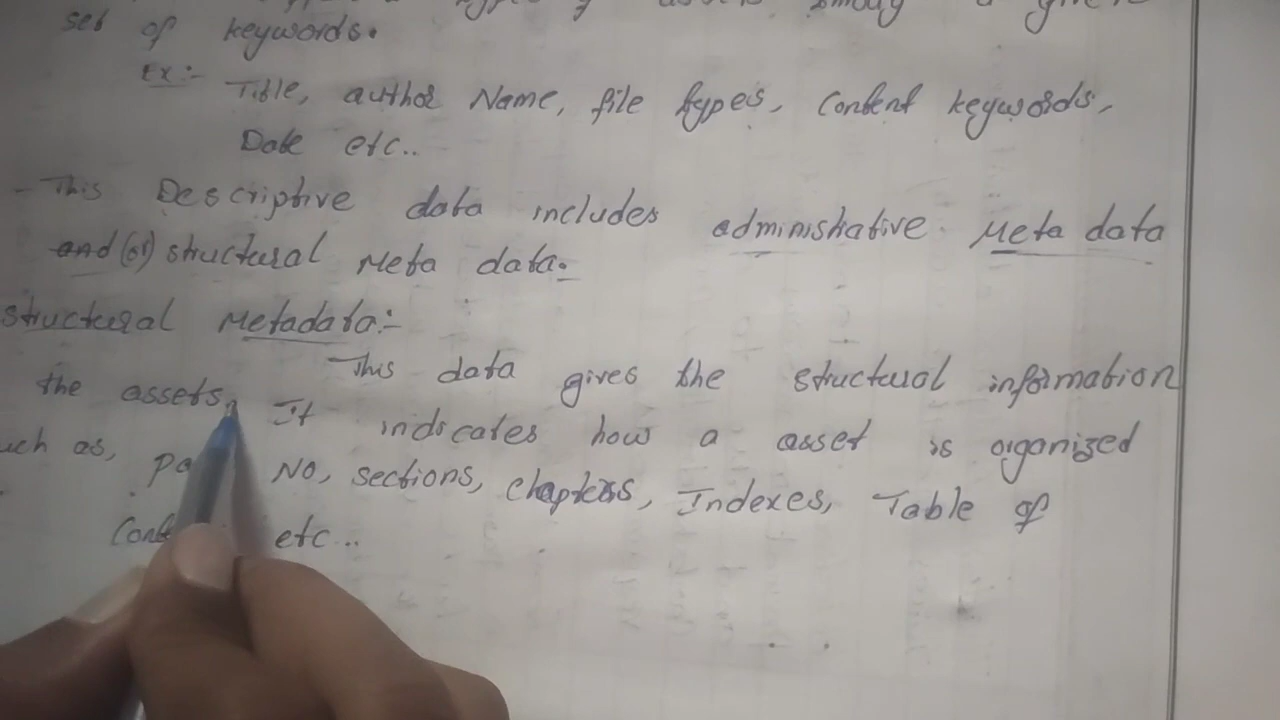 set of keywords.
Ex:- Title, author Name, file types, Content keywords,
Date etc..
- This Descriptive data includes administrative Meta data
and (or) structural Meta data.
structural Metadata:-
This data gives the structural information
the assets. It indicates how a asset is organized
uch as, No, sections, chapters, Indexes, Table of
etc...